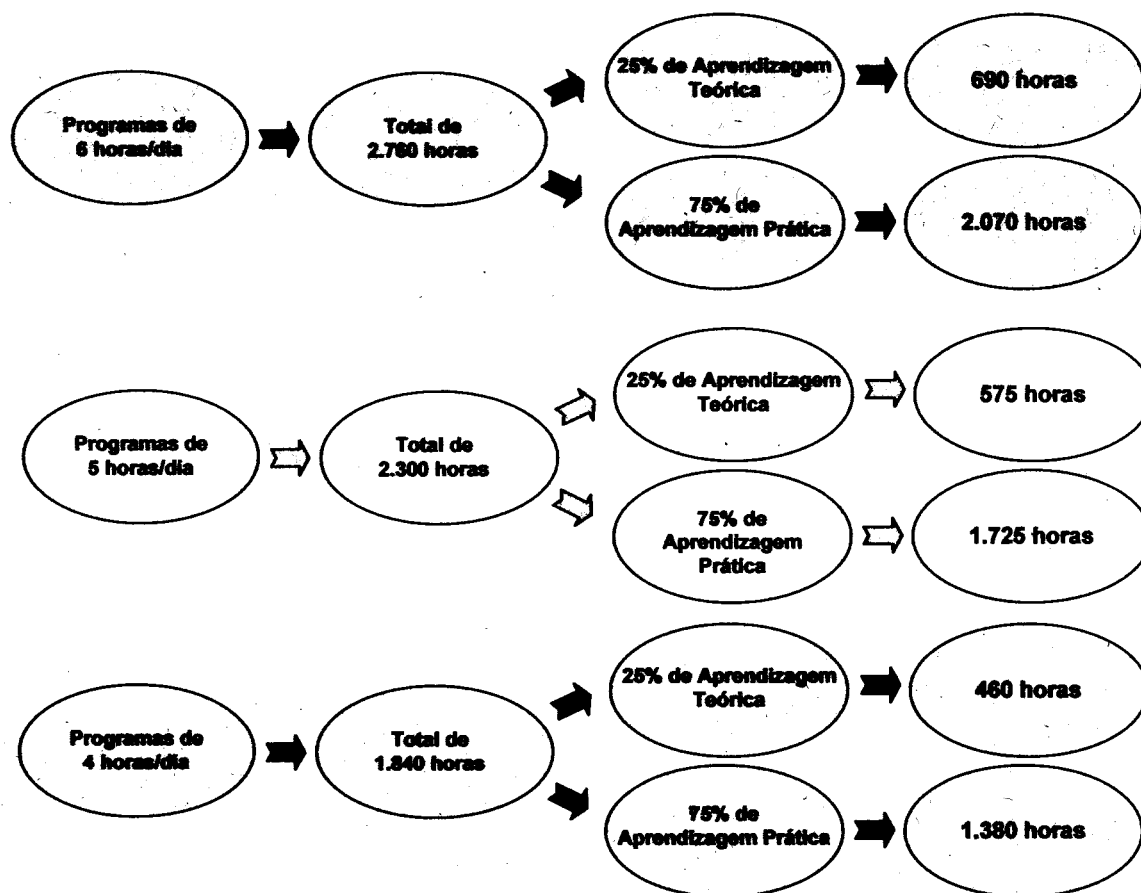 Programas de
6 horas/dia
Total de
2.760 horas
25% de Aprendizagem
Teórica
690 horas
75% de
Aprendizagem Prática
2.070 horas
Programas de
5 horas/dia
Total de
2.300 horas
25% de Aprendizagem
Teórica
575 horas
75% de
Aprendizagem
Prática
1.725 horas
Programas de
4 horas/dia
Total de
1.840 horas
25% de Aprendizagem
Teórica
460 horas
75% de
Aprendizagem Prática
1.380 horas